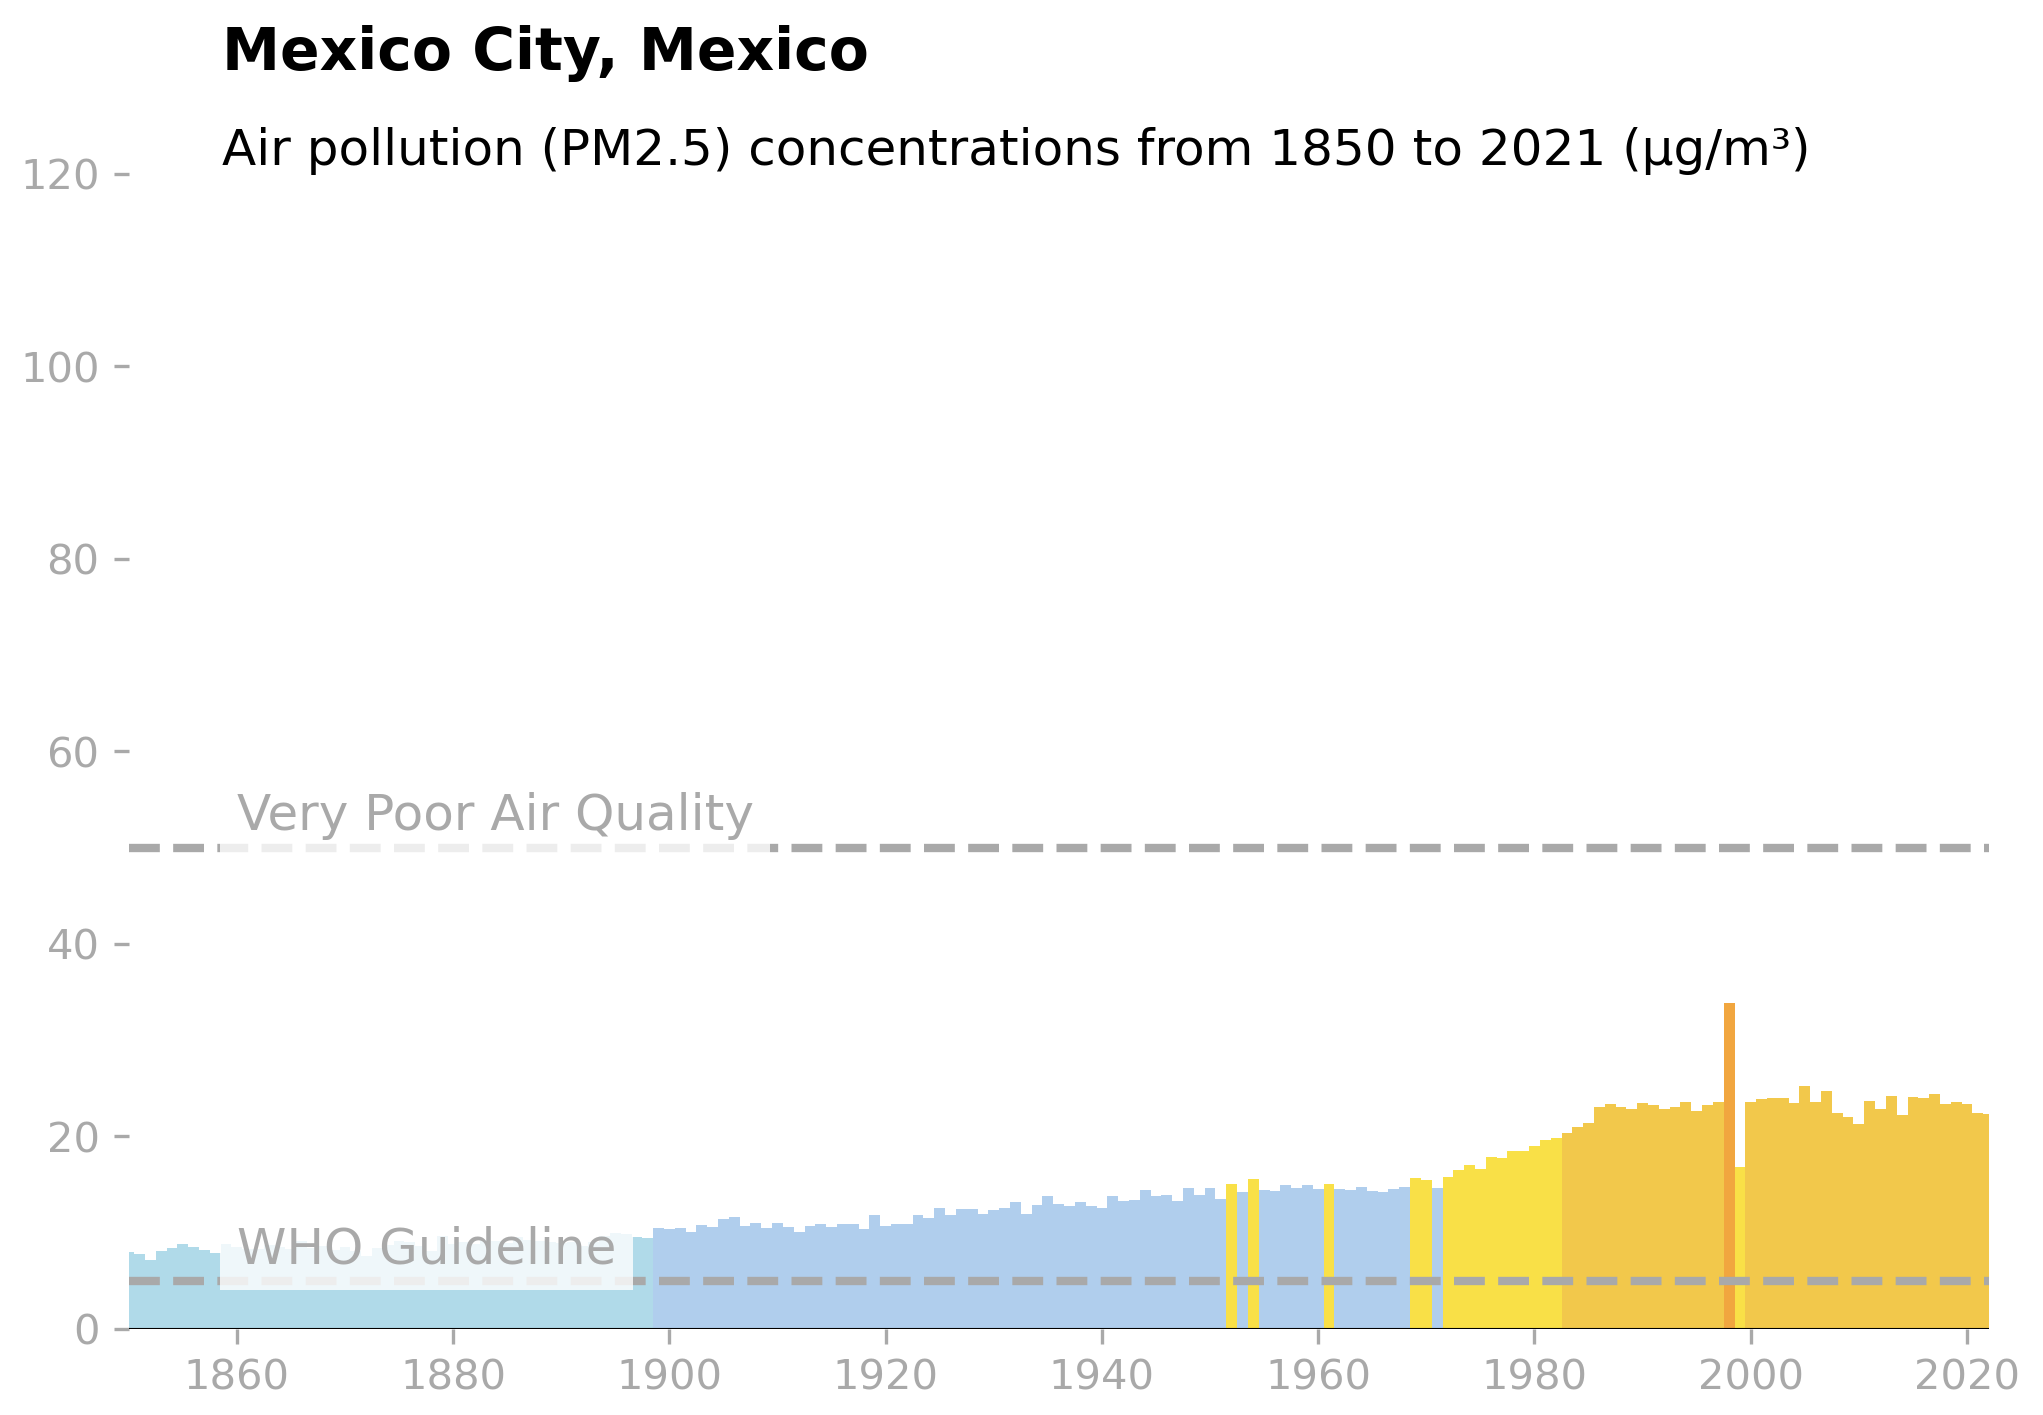 Mexico City, Mexico
Air pollution (PM2.5) concentrations from 1850 to 2021 (µg/m³)
120
100
80
60
Very Poor Air Quality
40
20
WHO Guideline
0
1860 1880 1900 1920 1940 1960 1980 2000 2020